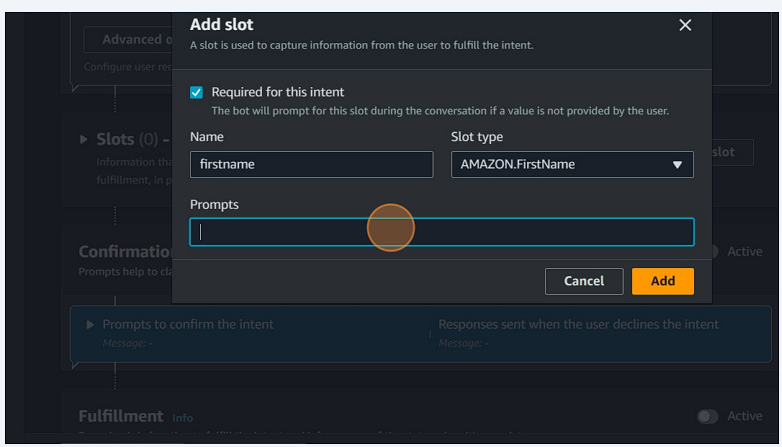 Add slot
A slot is used to capture information from the user to fulfill the intent.
Advanced o
Configure user re
Required for this intent
The bot will prompt for this slot during the conversation if a value is not provided by the user.
Name
Slot type
Slots (0) -
slot
firstname
AMAZON.FirstName
Information tha
fulfillment, in p
Prompts
Confirmatio
Active
Prompts help to cla
Cancel
Add
Prompts to confirm the intent
Responses sent when the user declines the intent
Message: -
Message: -
Fulfillment Info
Active